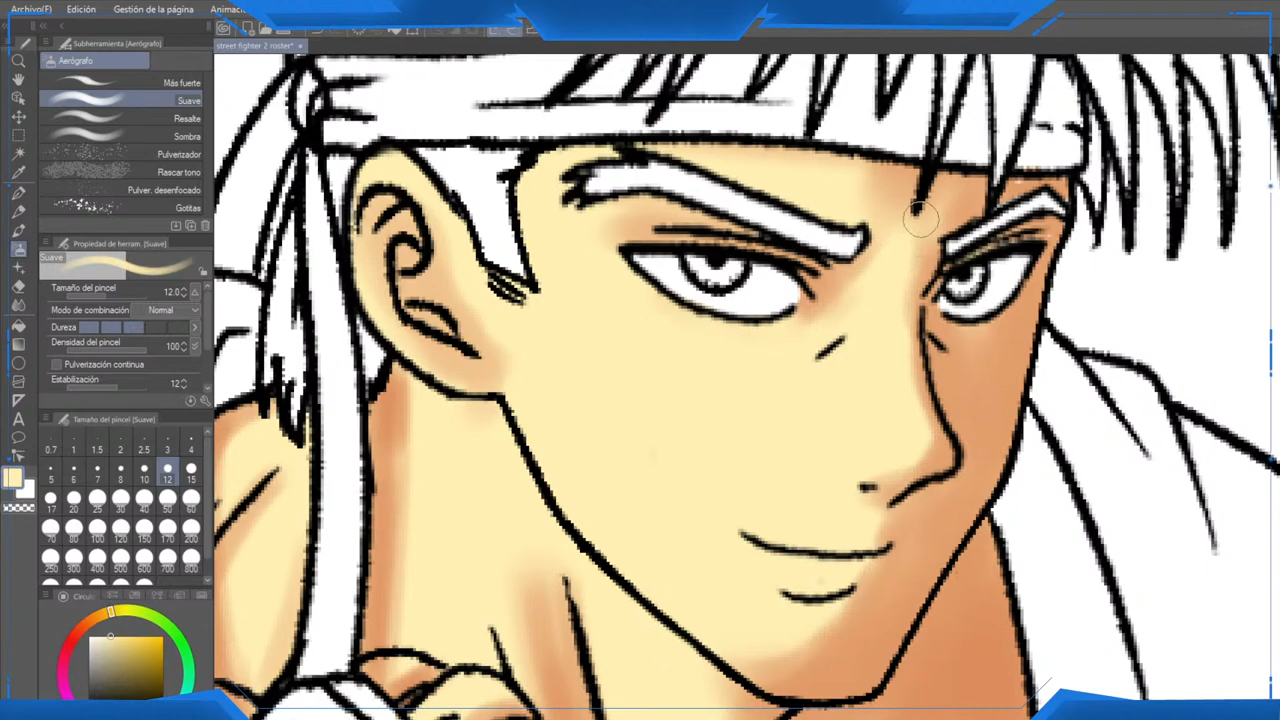 Archivo(F) Edición Gestión de la página Animació
Subherramienta [Aerógrafo]
street fighter 2 roster*
Aerógrafo
Más fuerte
Suave
Resalte
Sombra
Pulverizador
Rascar tono
Pulver. desenfocado
Gotitas
Propiedad de herram. [Suave]
Suave
Tamaño del pincel 12.0
Modo de combinación Normal
Dureza
Densidad del pincel 100
Pulverización continua
Estabilización 12
Tamaño del pincel [Suave]
0.7 1 1.5 2 2.5 3 4
5 6 7 8 10 12 15
17 20 25 30 40 50 60
70 80 100 120 150 170 200
250 300 400 500 600 700 800
Círculo